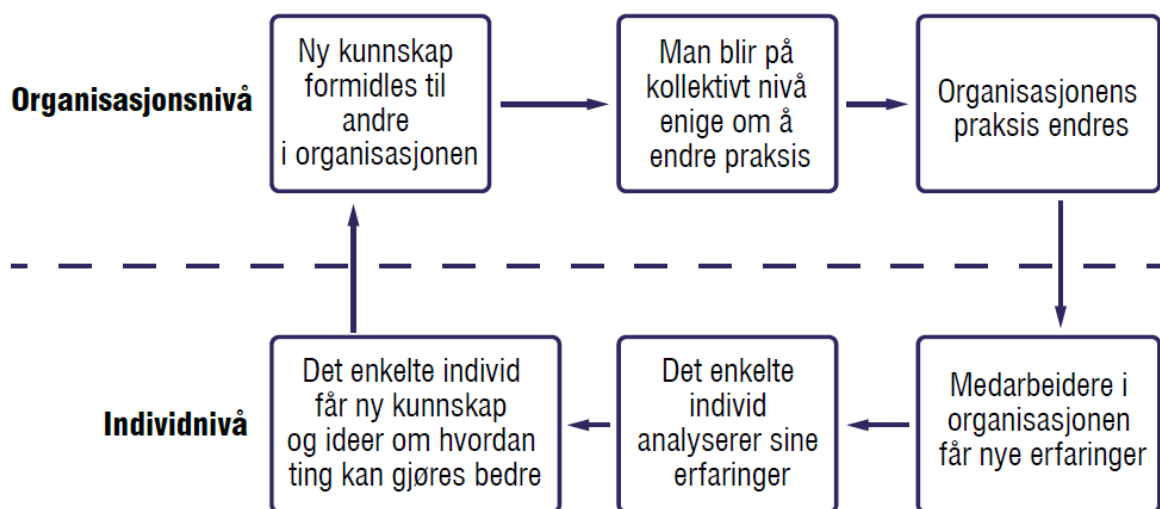 Organisasjonsnivå
Ny kunnskap
formidles til
andre
i organisasjonen
Man blir på
kollektivt nivå
enige om å
endre praksis
Organisasjonens
praksis endres
Individnivå
Det enkelte individ
får ny kunnskap
og ideer om hvordan
ting kan gjøres bedre
Det enkelte
individ
analyserer sine
erfaringer
Medarbeidere i
organisasjonen
får nye erfaringer